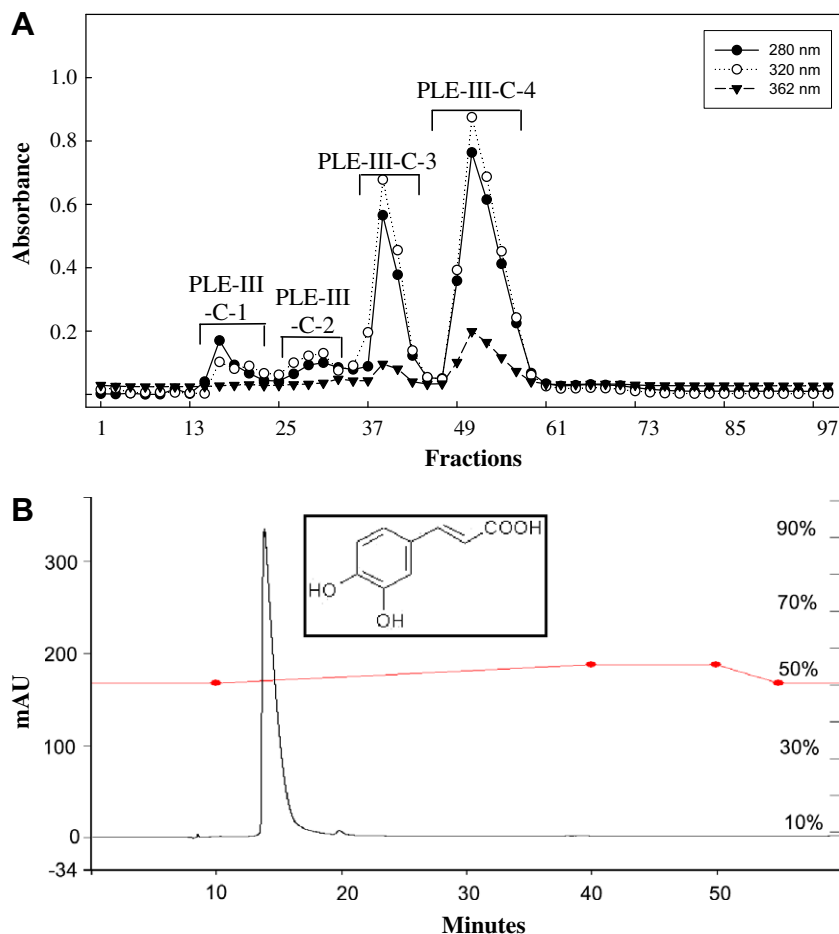 A
280 nm
320 nm
362 nm
PLE-III-C-4
PLE-III-C-3
PLE-III
-C-1
PLE-III
-C-2
Absorbance
1.0
0.8
0.6
0.4
0.2
1 13 25 37 49 61 73 85 97
Fractions
B
COOH
HO
OH
mAU
300
200
100
0
-34
90%
70%
50%
30%
10%
10 20 30 40 50
Minutes